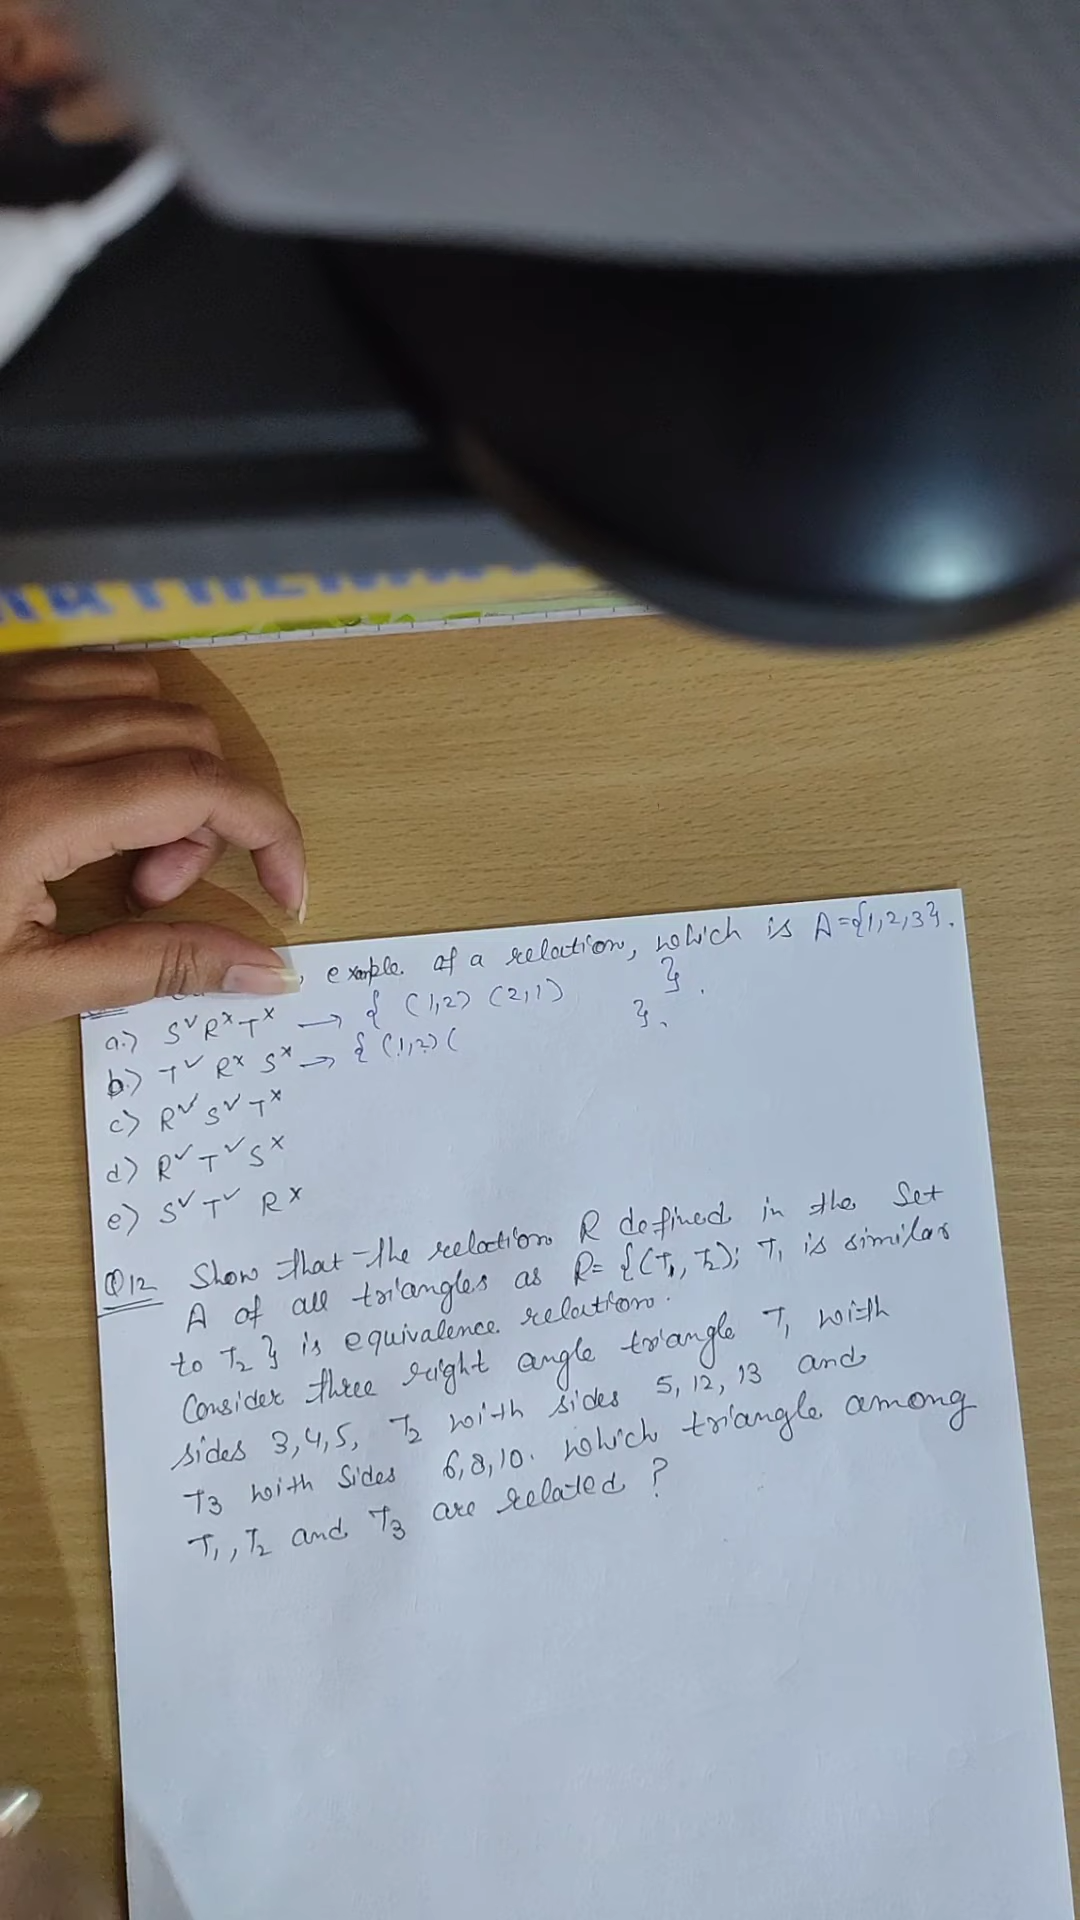 MATHEMA
example of a relation, which is A={1,2,3}.
a.) S✓ R× T× → { (1,2) (2,1) }
b.) T✓ R× S× → { (1,2) ( }.
c) R✓ S✓ T×
d) R✓ T✓ S×
e) S✓ T✓ R×
Q12 Show that the relation R defined in the Set
A of all triangles as R= {(T1, T2); T1 is similar
to T2 } is equivalence relation.
Consider three right angle triangle T1 with
sides 3,4,5, T2 with sides 5,12,13 and
T3 with Sides 6,8,10. which triangle among
T1, T2 and T3 are related ?